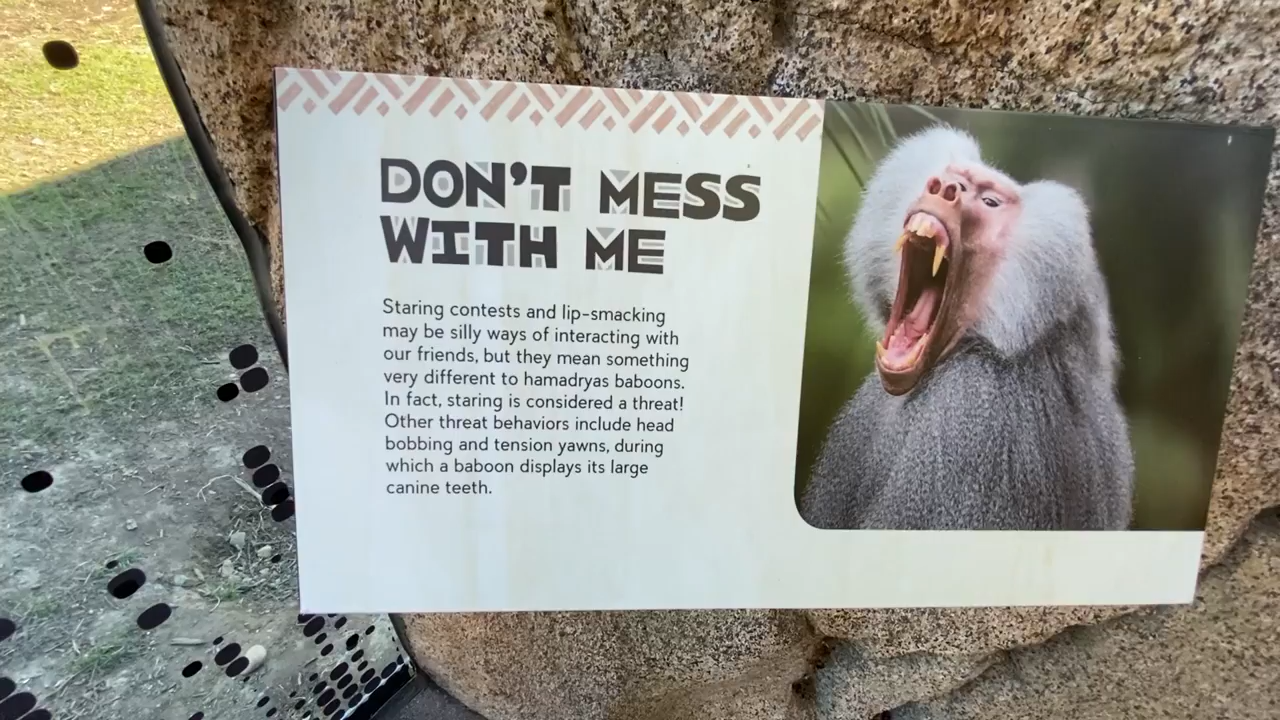 DON'T MESS
WITH ME
Staring contests and lip-smacking
may be silly ways of interacting with
our friends, but they mean something
very different to hamadryas baboons.
In fact, staring is considered a threat!
Other threat behaviors include head
bobbing and tension yawns, during
which a baboon displays its large
canine teeth.